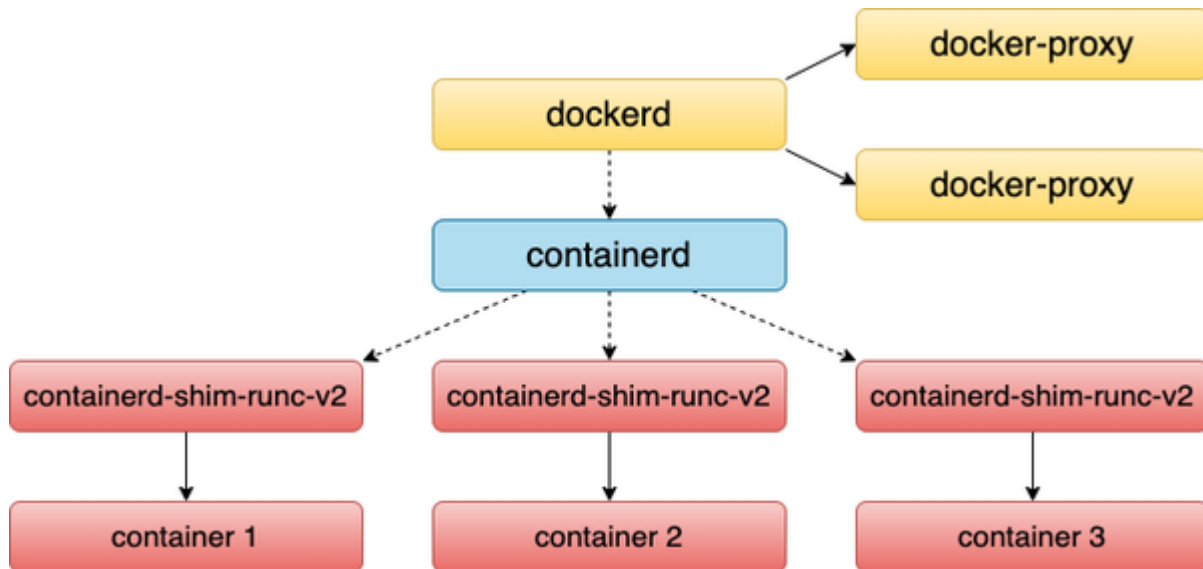 docker-proxy
dockerd
docker-proxy
containerd
containerd-shim-runc-v2
containerd-shim-runc-v2
containerd-shim-runc-v2
container 1
container 2
container 3